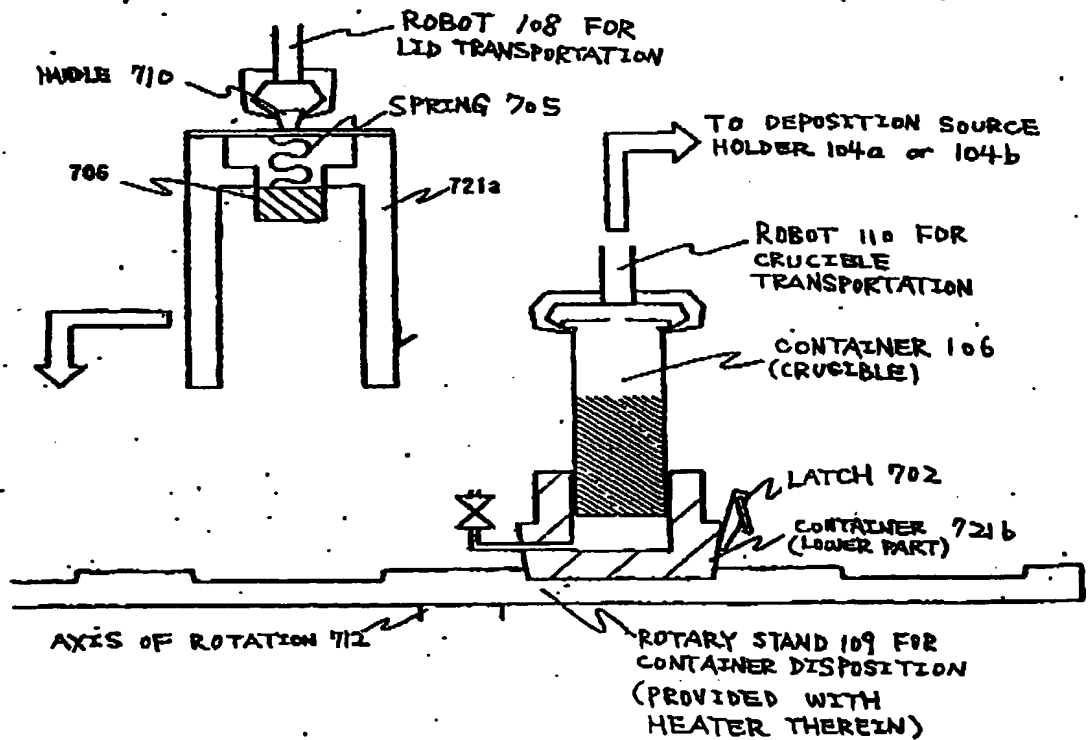 ROBOT 108 FOR
LID TRANSPORTATION
HANDLE 710
SPRING 705
706
721a
TO DEPOSITION SOURCE
HOLDER 104a or 104b
ROBOT 110 FOR
CRUCIBLE
TRANSPORTATION
CONTAINER 106
(CRUCIBLE)
LATCH 702
CONTAINER 721b
(LOWER PART)
AXIS OF ROTATION 712
ROTARY STAND 109 FOR
CONTAINER DISPOSITION
(PROVIDED WITH
HEATER THEREIN)